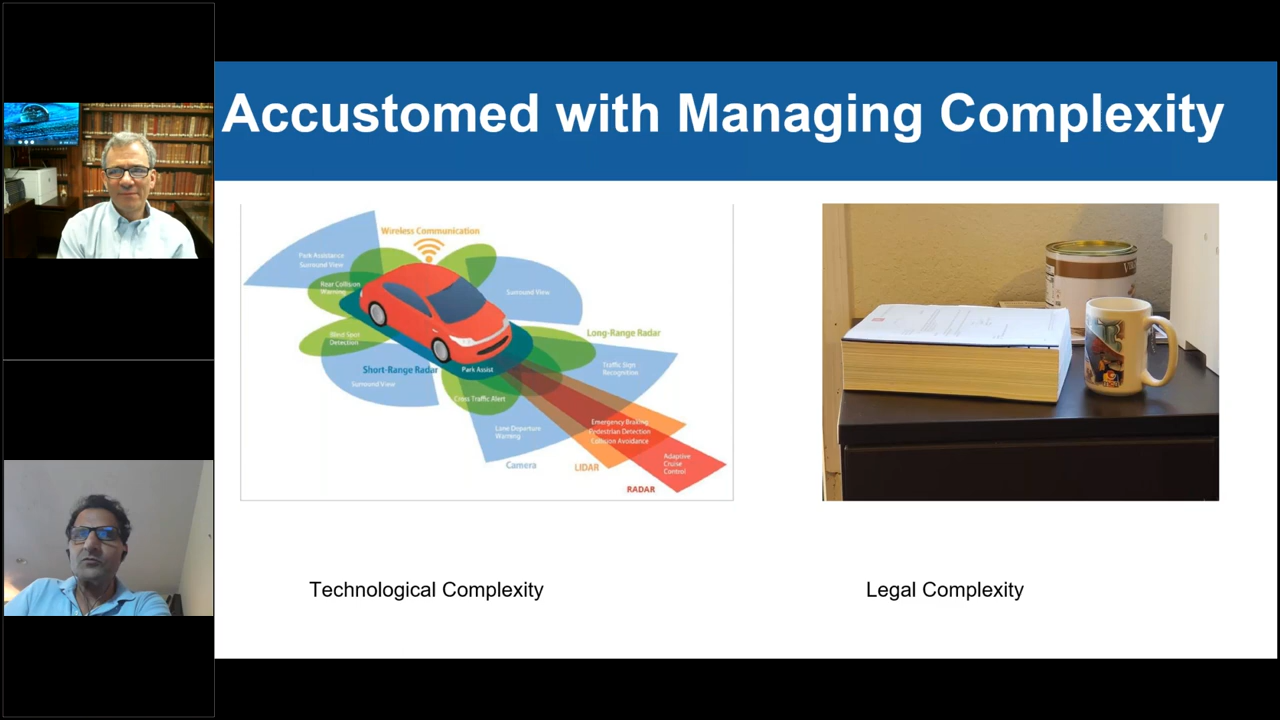 Accustomed with Managing Complexity
Wireless Communication
Park Assistance
Surround View
Rear Collision
Warning
Surround View
Blind Spot
Detection
Long-Range Radar
Short-Range Radar
Park Assist
Traffic Sign
Recognition
Surround View
Cross Traffic Alert
Emergency Braking
Pedestrian Detection
Collision Avoidance
Lane Departure
Warning
Adaptive
Cruise
Control
Camera
LIDAR
RADAR
Technological Complexity
Legal Complexity